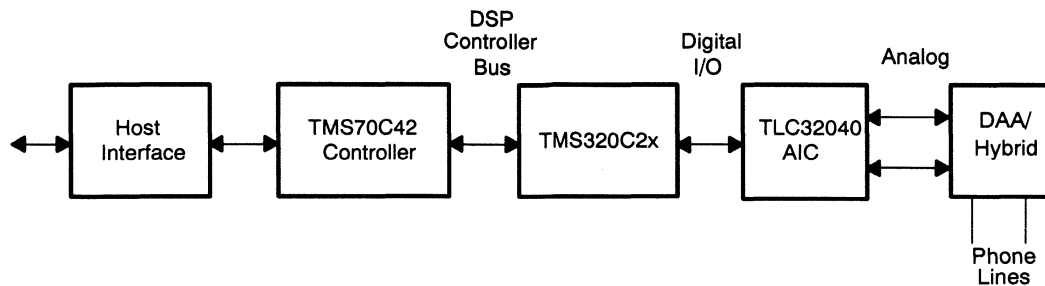 DSP
Controller
Bus
Digital
I/O
Analog
Host
Interface
TMS70C42
Controller
TMS320C2x
TLC32040
AIC
DAA/
Hybrid
Phone
Lines